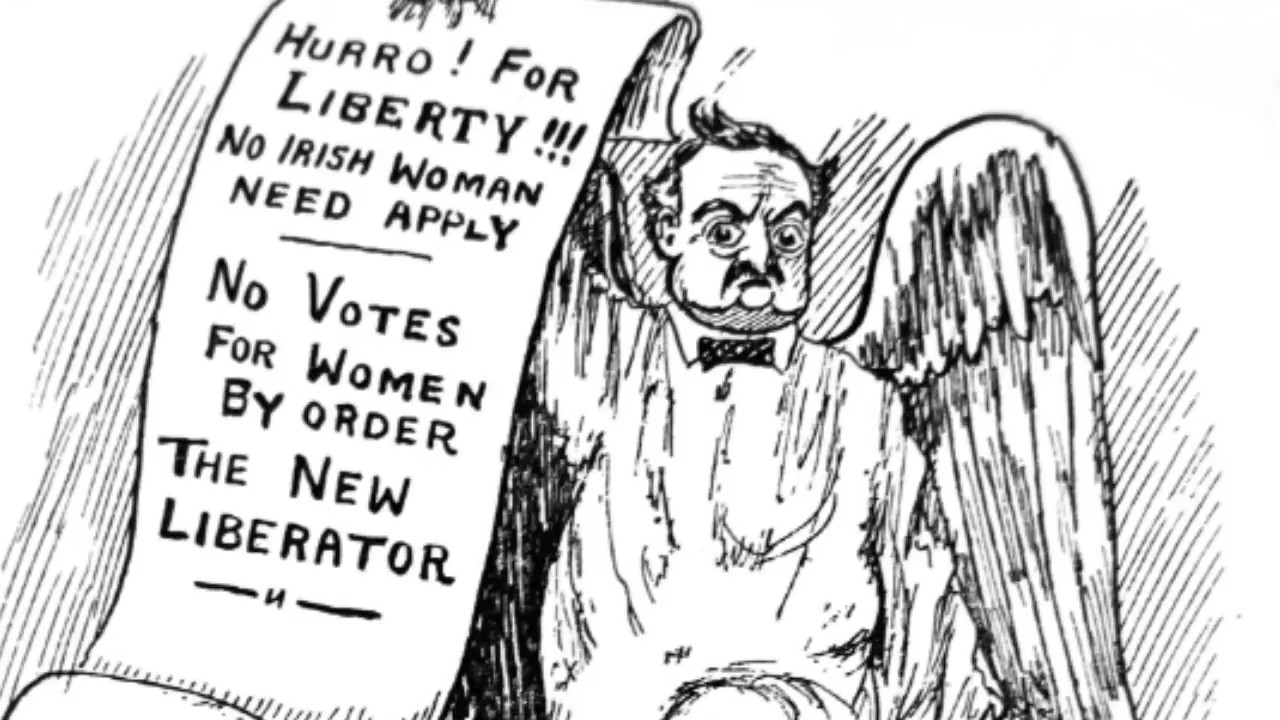 HURRO! FOR
LIBERTY!!!
NO IRISH WOMAN
NEED APPLY
NO VOTES
FOR WOMEN
BY ORDER
THE NEW
LIBERATOR